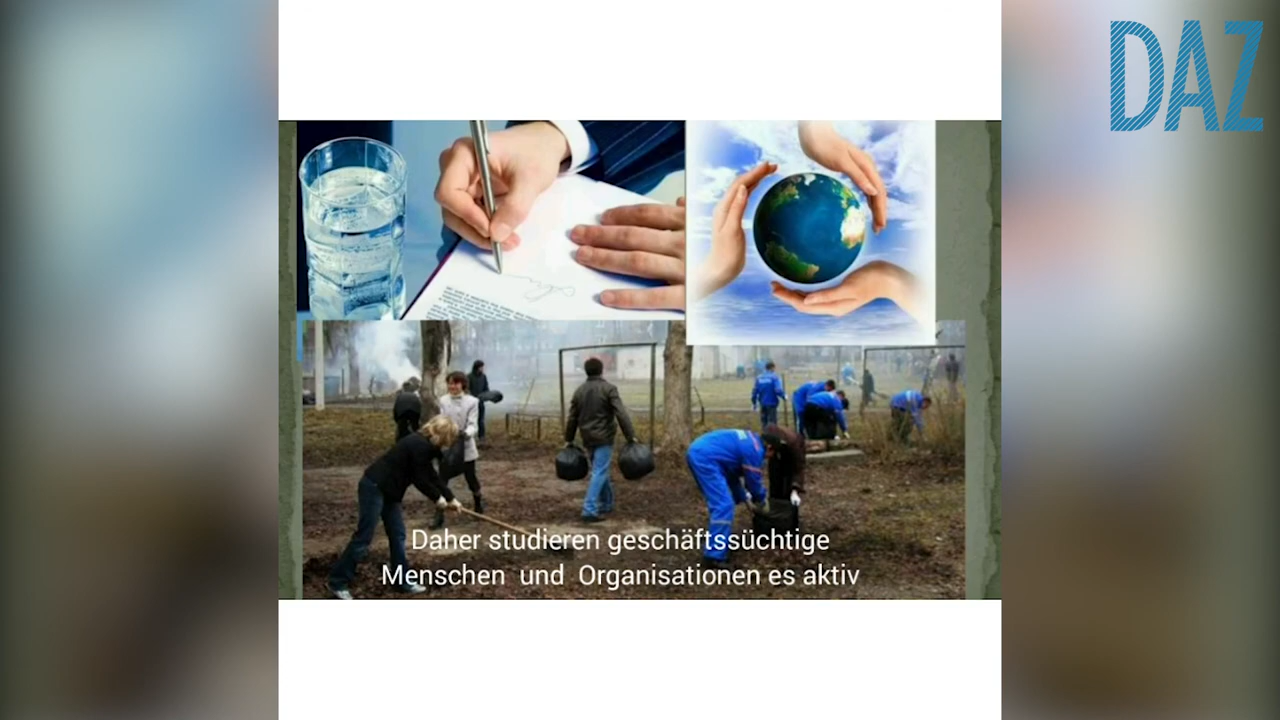 DAZ
Daher studieren geschäftssüchtige
Menschen und Organisationen es aktiv